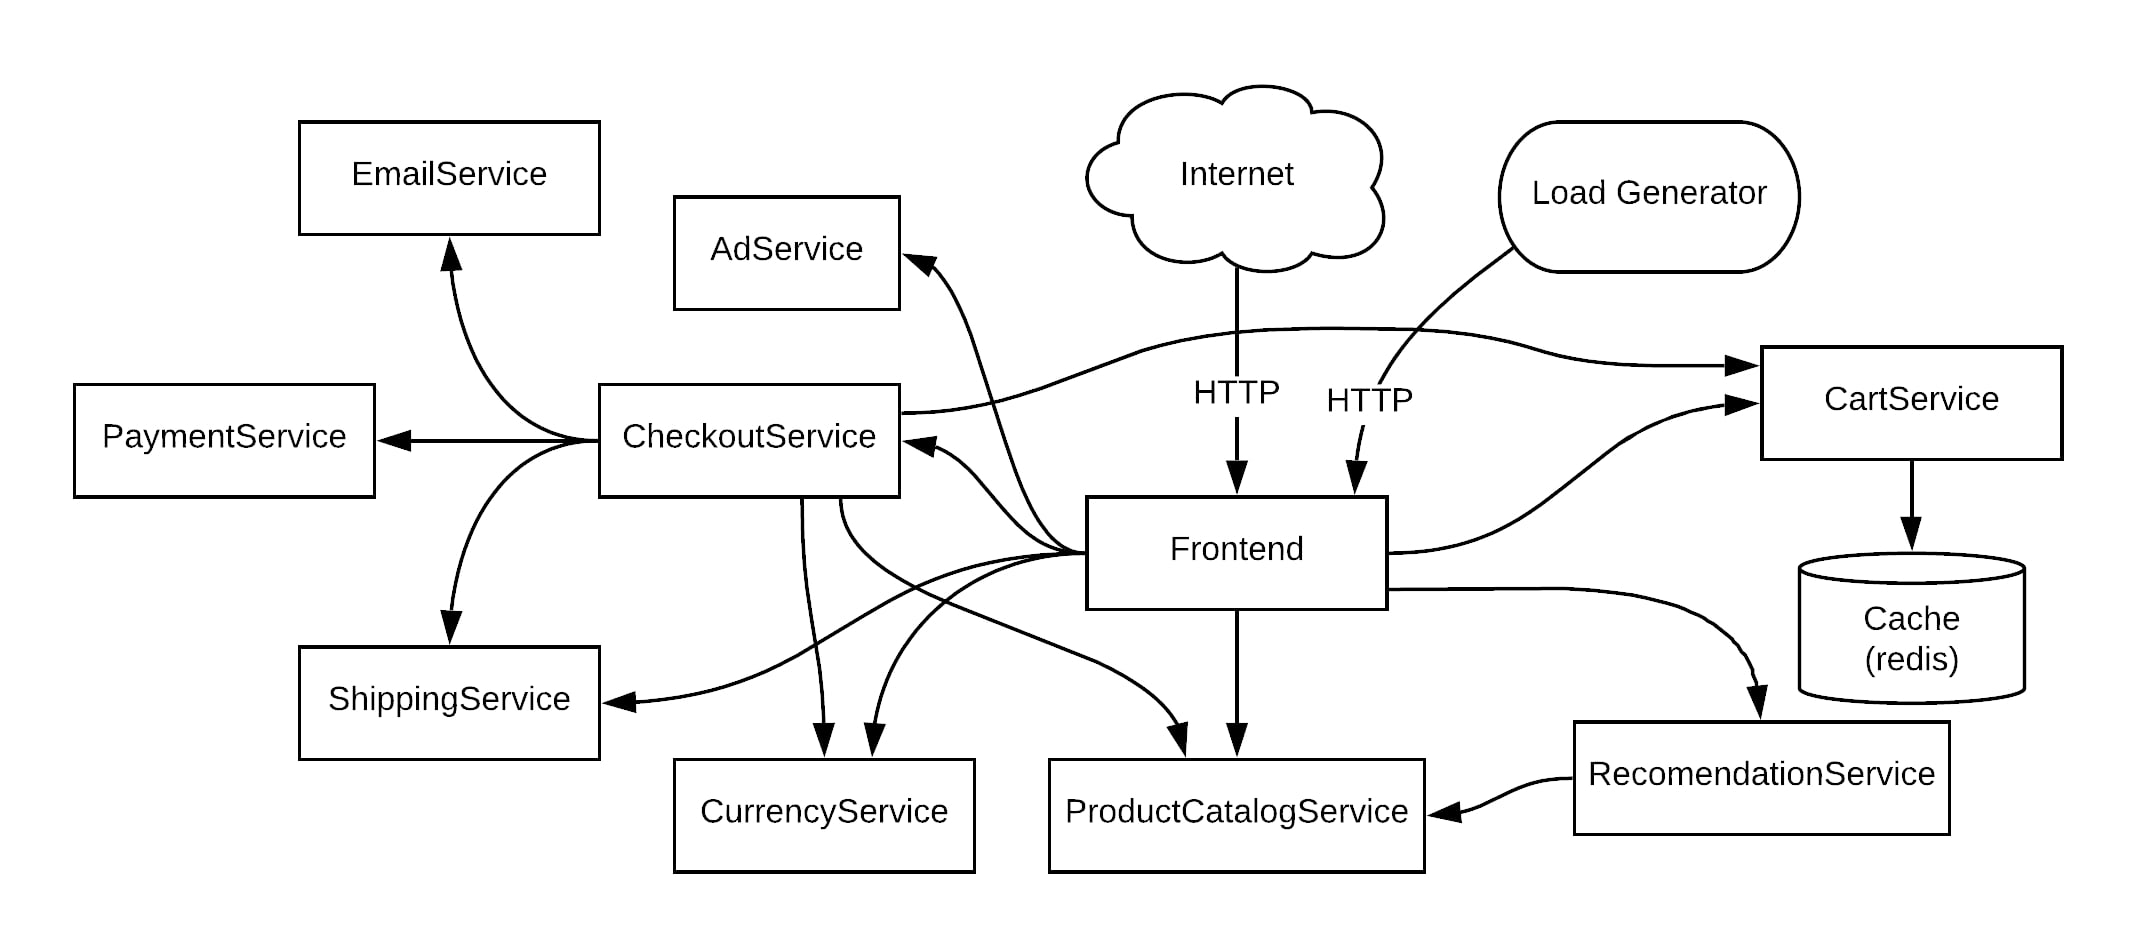 EmailService
Internet
Load Generator
AdService
HTTP
HTTP
CartService
PaymentService
CheckoutService
Frontend
Cache
(redis)
ShippingService
RecomendationService
CurrencyService
ProductCatalogService